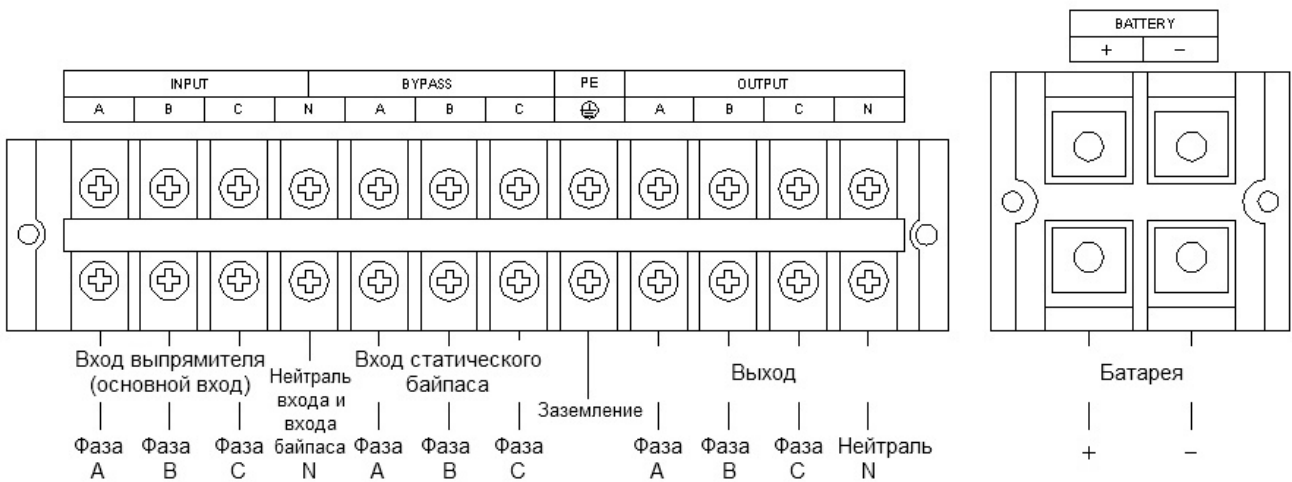 BATTERY
+ −
INPUT BYPASS PE OUTPUT
A B C N A B C A B C N
Вход выпрямителя
(основной вход)
Нейтраль
входа и
входа
байпаса
N
Вход статического
байпаса
Заземление
Выход
Батарея
Фаза Фаза Фаза Фаза Фаза Фаза Фаза Фаза Фаза Нейтраль
A B C A B C A B C N
+ −